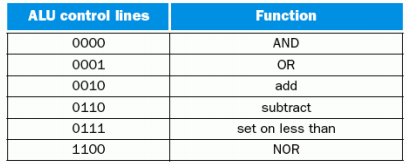 ALU control lines Function
0000 AND
0001 OR
0010 add
0110 subtract
0111 set on less than
1100 NOR